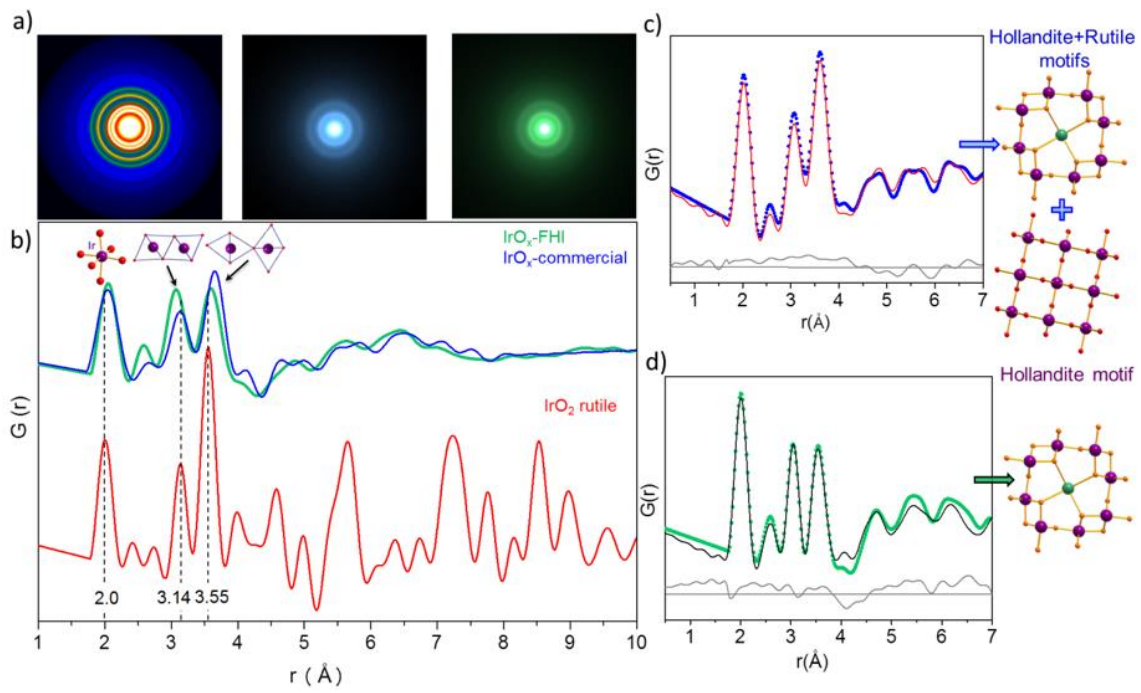 a)
b)
Ir
IrOₓ-FHI
IrOₓ-commercial
IrO₂ rutile
G (r)
2.0
3.14
3.55
1 2 3 4 5 6 7 8 9 10
r ( Å )
c)
Hollandite+Rutile
motifs
G(r)
+
1 2 3 4 5 6 7
r(Å)
d)
Hollandite motif
G(r)
1 2 3 4 5 6 7
r(Å)